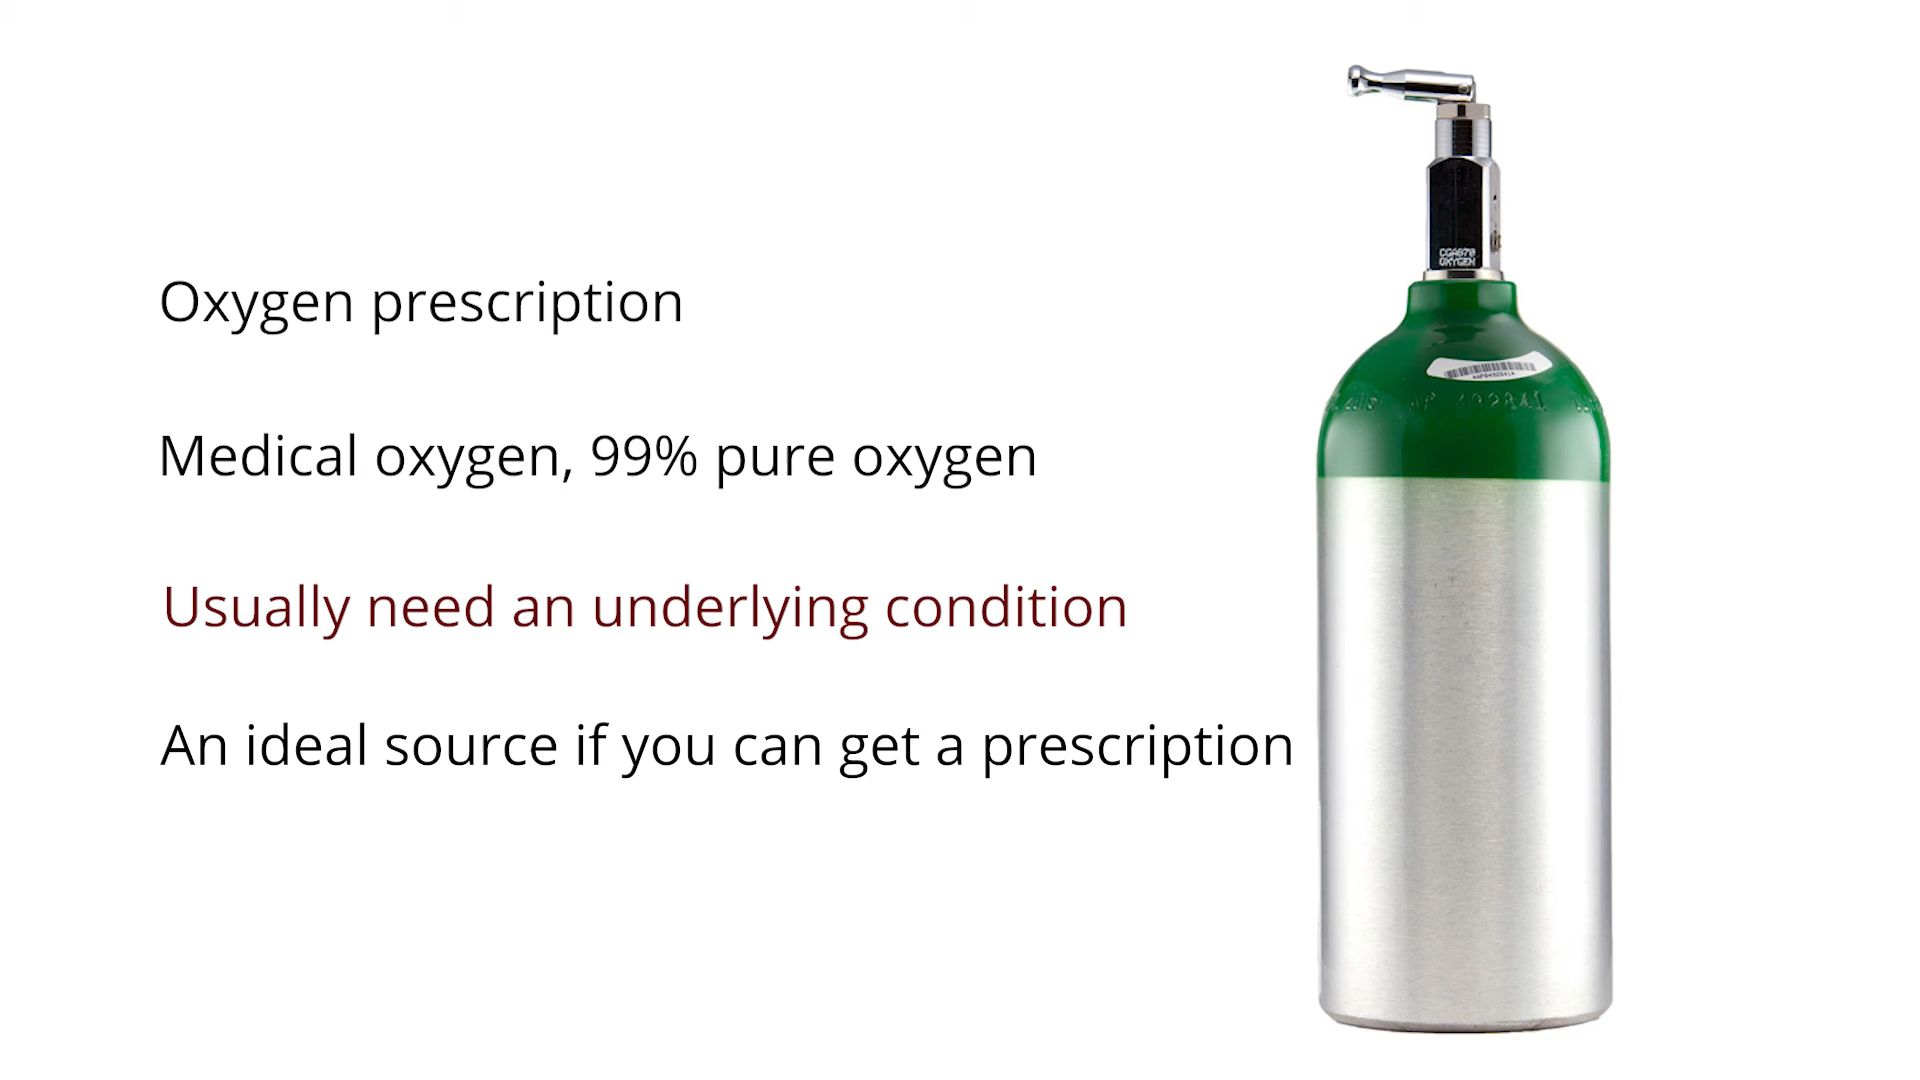 CGA870
OXYGEN
Oxygen prescription
Medical oxygen, 99% pure oxygen
Usually need an underlying condition
An ideal source if you can get a prescription